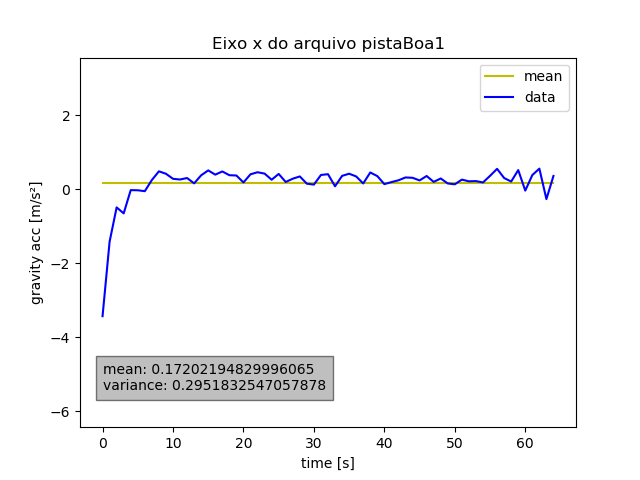 Eixo x do arquivo pistaBoa1
mean
data
gravity acc [m/s²]
2
0
−2
−4
−6
mean: 0.17202194829996065
variance: 0.2951832547057878
0 10 20 30 40 50 60
time [s]